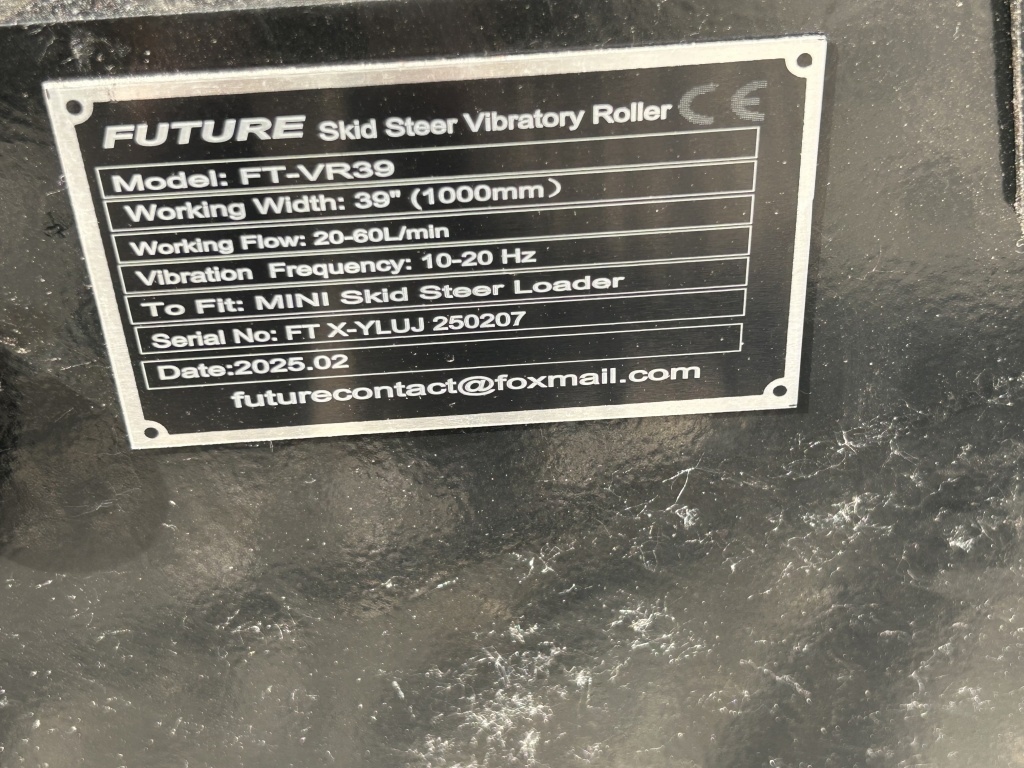 FUTURE Skid Steer Vibratory Roller CE
Model: FT-VR39
Working Width: 39" (1000mm)
Working Flow: 20-60L/min
Vibration Frequency: 10-20 Hz
To Fit: MINI Skid Steer Loader
Serial No: FT X-YLUJ 250207
Date:2025.02
futurecontact@foxmail.com